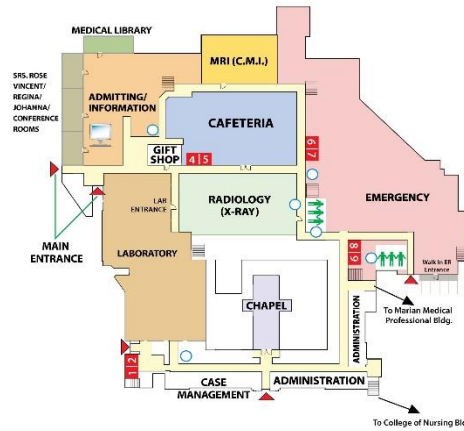 MEDICAL LIBRARY
MRI (C.M.I.)
SRS. ROSE
VINCENT/
REGINA/
JOHANNA/
CONFERENCE
ROOMS
ADMITTING/
INFORMATION
CAFETERIA
GIFT
SHOP
4 5
6 7
EMERGENCY
LAB
ENTRANCE
RADIOLOGY
(X-RAY)
MAIN
ENTRANCE
LABORATORY
8 9
Walk In ER
Entrance
CHAPEL
To Marian Medical
Professional Bldg.
ADMINISTRATION
1 2
CASE
MANAGEMENT
ADMINISTRATION
To College of Nursing Bldg